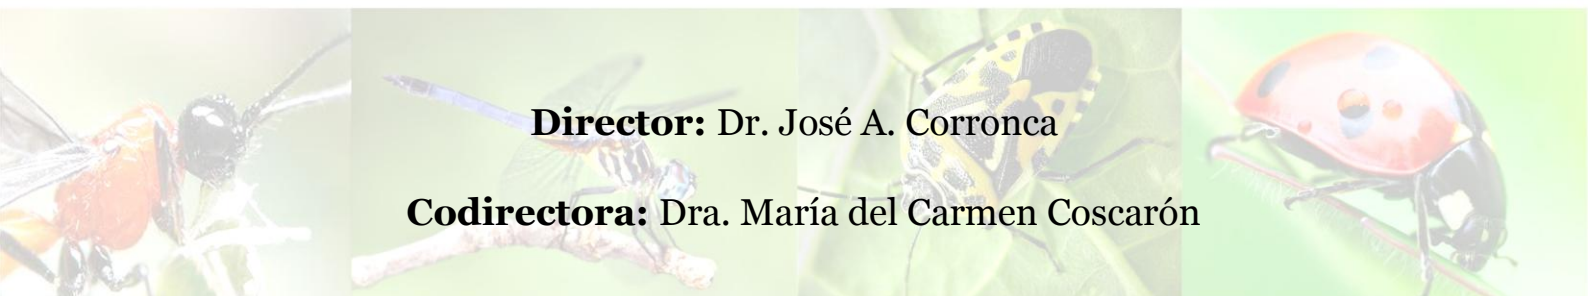 Director: Dr. José A. Corronca
Codirectora: Dra. María del Carmen Coscarón